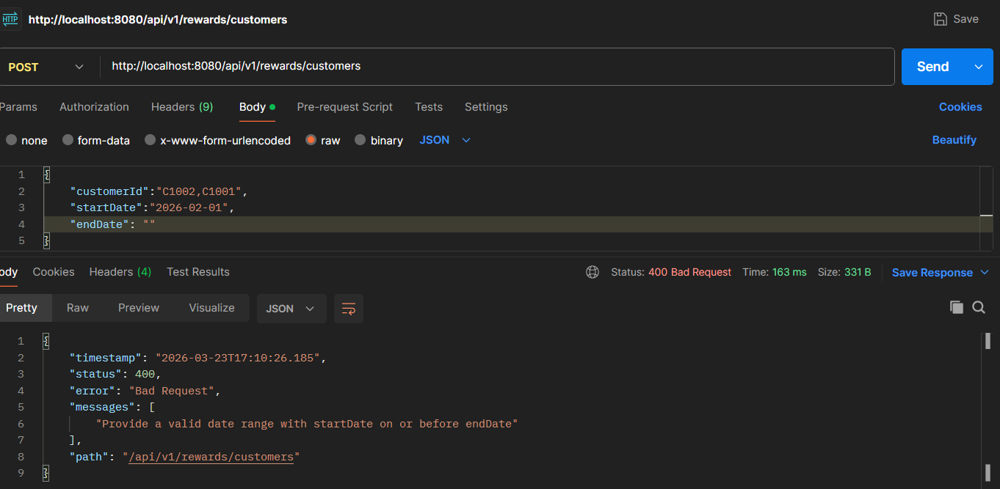 HTTP http://localhost:8080/api/v1/rewards/customers Save
POST http://localhost:8080/api/v1/rewards/customers Send
Params Authorization Headers (9) Body Pre-request Script Tests Settings Cookies
none form-data x-www-form-urlencoded raw binary JSON Beautify
1 {
2 "customerId":"C1002,C1001",
3 "startDate":"2026-02-01",
4 "endDate": ""
5 }
ody Cookies Headers (4) Test Results Status: 400 Bad Request Time: 163 ms Size: 331 B Save Response
Pretty Raw Preview Visualize JSON
1 {
2 "timestamp": "2026-03-23T17:10:26.185",
3 "status": 400,
4 "error": "Bad Request",
5 "messages": [
6 "Provide a valid date range with startDate on or before endDate"
7 ],
8 "path": "/api/v1/rewards/customers"
9 }